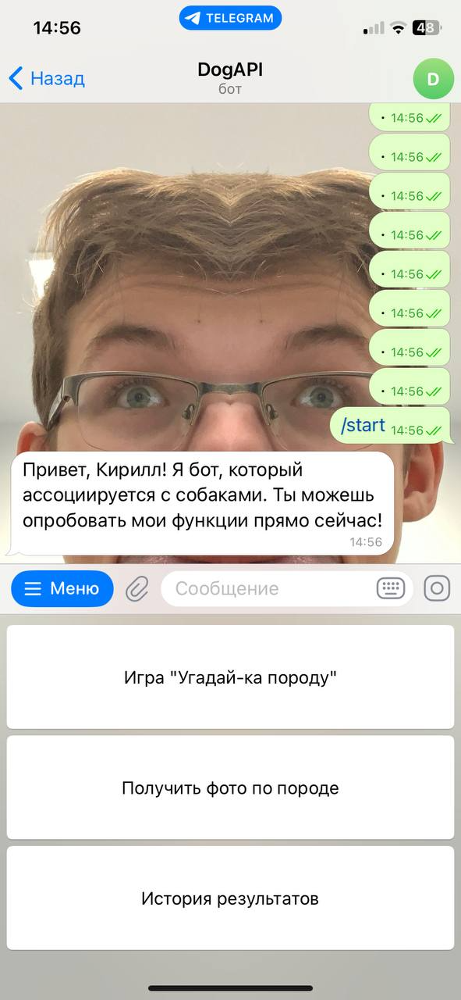 14:56
TELEGRAM
48
Назад
DogAPI
бот
D
. 14:56
. 14:56
. 14:56
. 14:56
. 14:56
. 14:56
. 14:56
. 14:56
/start 14:56
Привет, Кирилл! Я бот, который
ассоциируется с собаками. Ты можешь
опробовать мои функции прямо сейчас!
14:56
Меню
Сообщение
Игра "Угадай-ка породу"
Получить фото по породе
История результатов